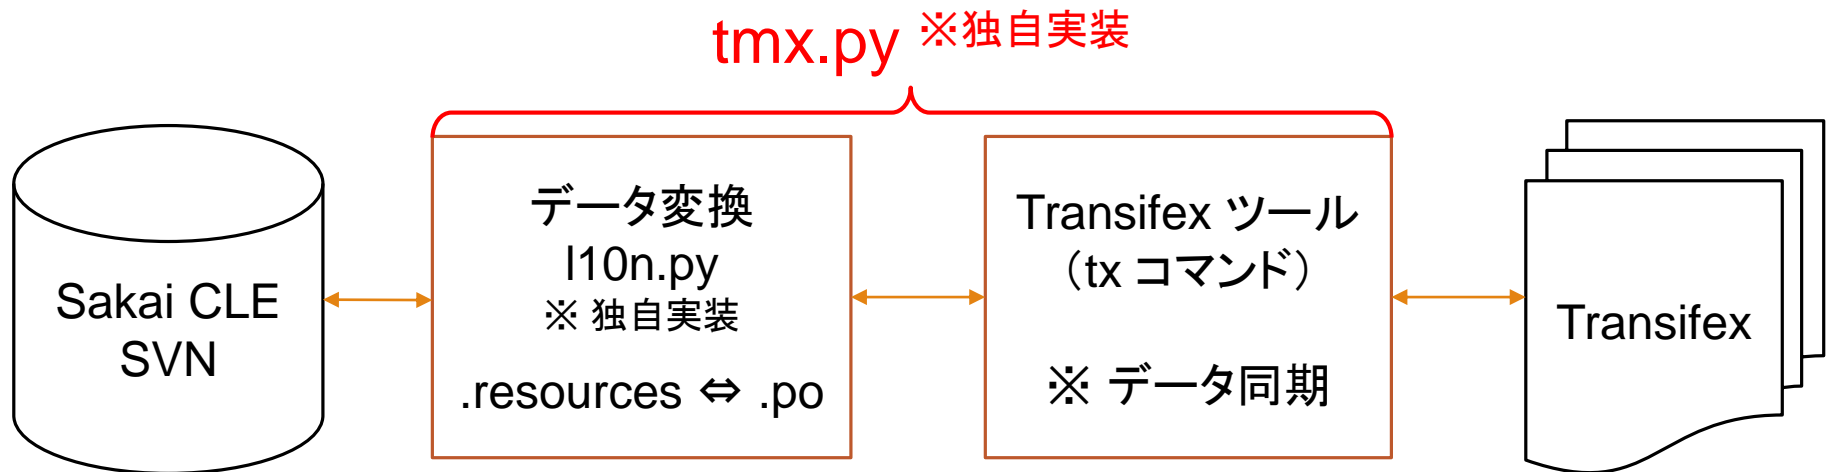 tmx.py ※独自実装
Sakai CLE
SVN
データ変換
l10n.py
※ 独自実装
.resources ⇔ .po
Transifex ツール
（tx コマンド）
※ データ同期
Transifex